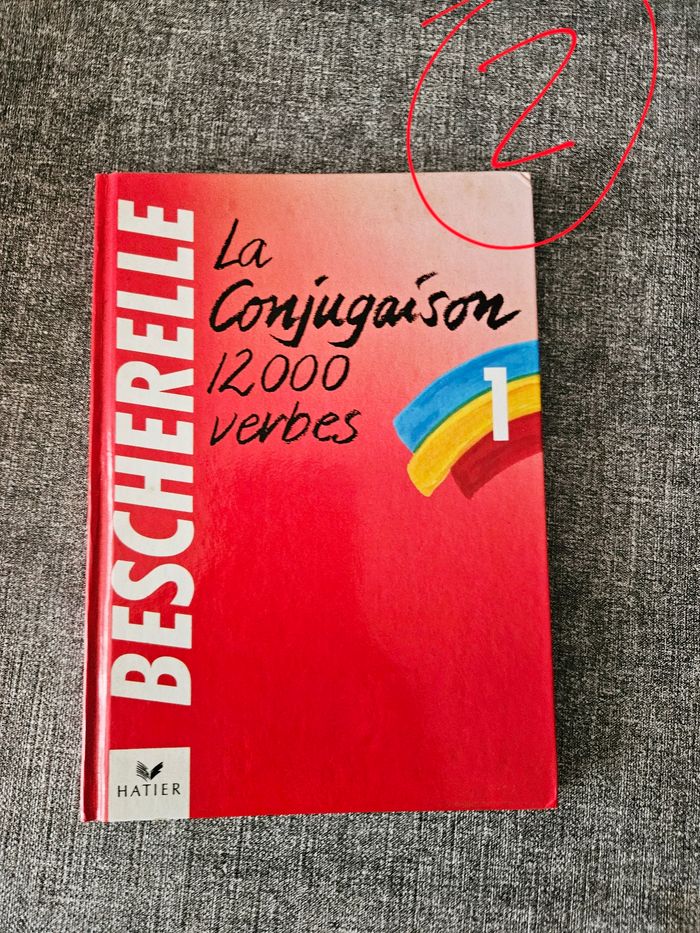 2
BESCHERELLE
La
Conjugaison
12000
verbes
1
HATIER